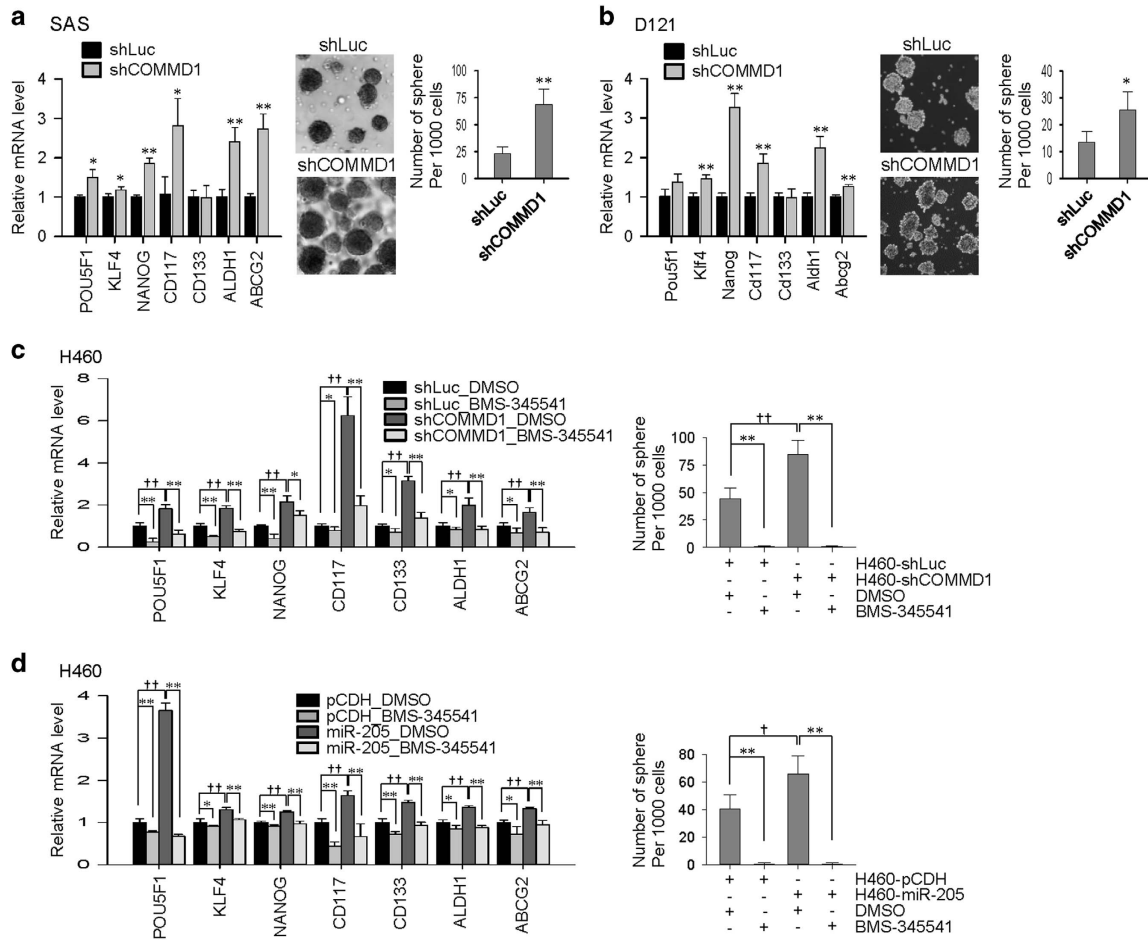 a SAS
shLuc
shCOMMD1
Relative mRNA level
4
3
2
1
0
* * ** * ** **
POU5F1 KLF4 NANOG CD117 CD133 ALDH1 ABCG2
shLuc
shCOMMD1
Number of sphere
Per 1000 cells
100
75
50
25
0
**
shLuc shCOMMD1
b D121
shLuc
shCOMMD1
Relative mRNA level
4
3
2
1
0
** ** ** ** **
Pou5f1 Klf4 Nanog Cd117 Cd133 Aldh1 Abcg2
shLuc
shCOMMD1
Number of sphere
Per 1000 cells
40
30
20
10
0
*
shLuc shCOMMD1
c H460
shLuc_DMSO
shLuc_BMS-345541
shCOMMD1_DMSO
shCOMMD1_BMS-345541
Relative mRNA level
8
6
4
2
0
†† ** **
†† ** **
†† ** *
†† * **
†† * **
†† * **
†† * **
POU5F1 KLF4 NANOG CD117 CD133 ALDH1 ABCG2
Number of sphere
Per 1000 cells
100
75
50
25
0
††
** **
+ + - - H460-shLuc
- - + + H460-shCOMMD1
+ - + - DMSO
- + - + BMS-345541
d H460
pCDH_DMSO
pCDH_BMS-345541
miR-205_DMSO
miR-205_BMS-345541
Relative mRNA level
4
3
2
1
0
†† ** **
†† * **
†† ** **
†† ** **
†† ** **
†† * **
†† * **
POU5F1 KLF4 NANOG CD117 CD133 ALDH1 ABCG2
Number of sphere
Per 1000 cells
80
60
40
20
0
†
** **
+ + - - H460-pCDH
- - + + H460-miR-205
+ - + - DMSO
- + - + BMS-345541